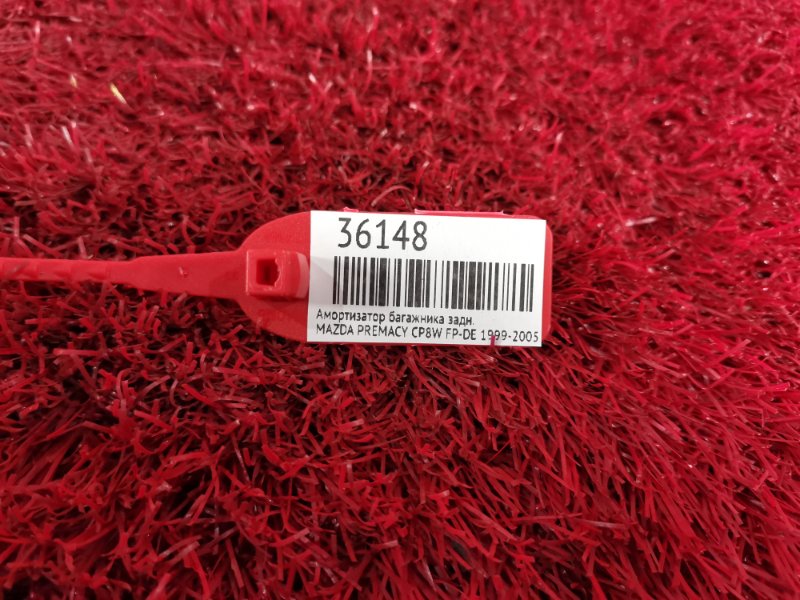 36148
Амортизатор багажника задн.
MAZDA PREMACY CP8W FP-DE 1999-2005